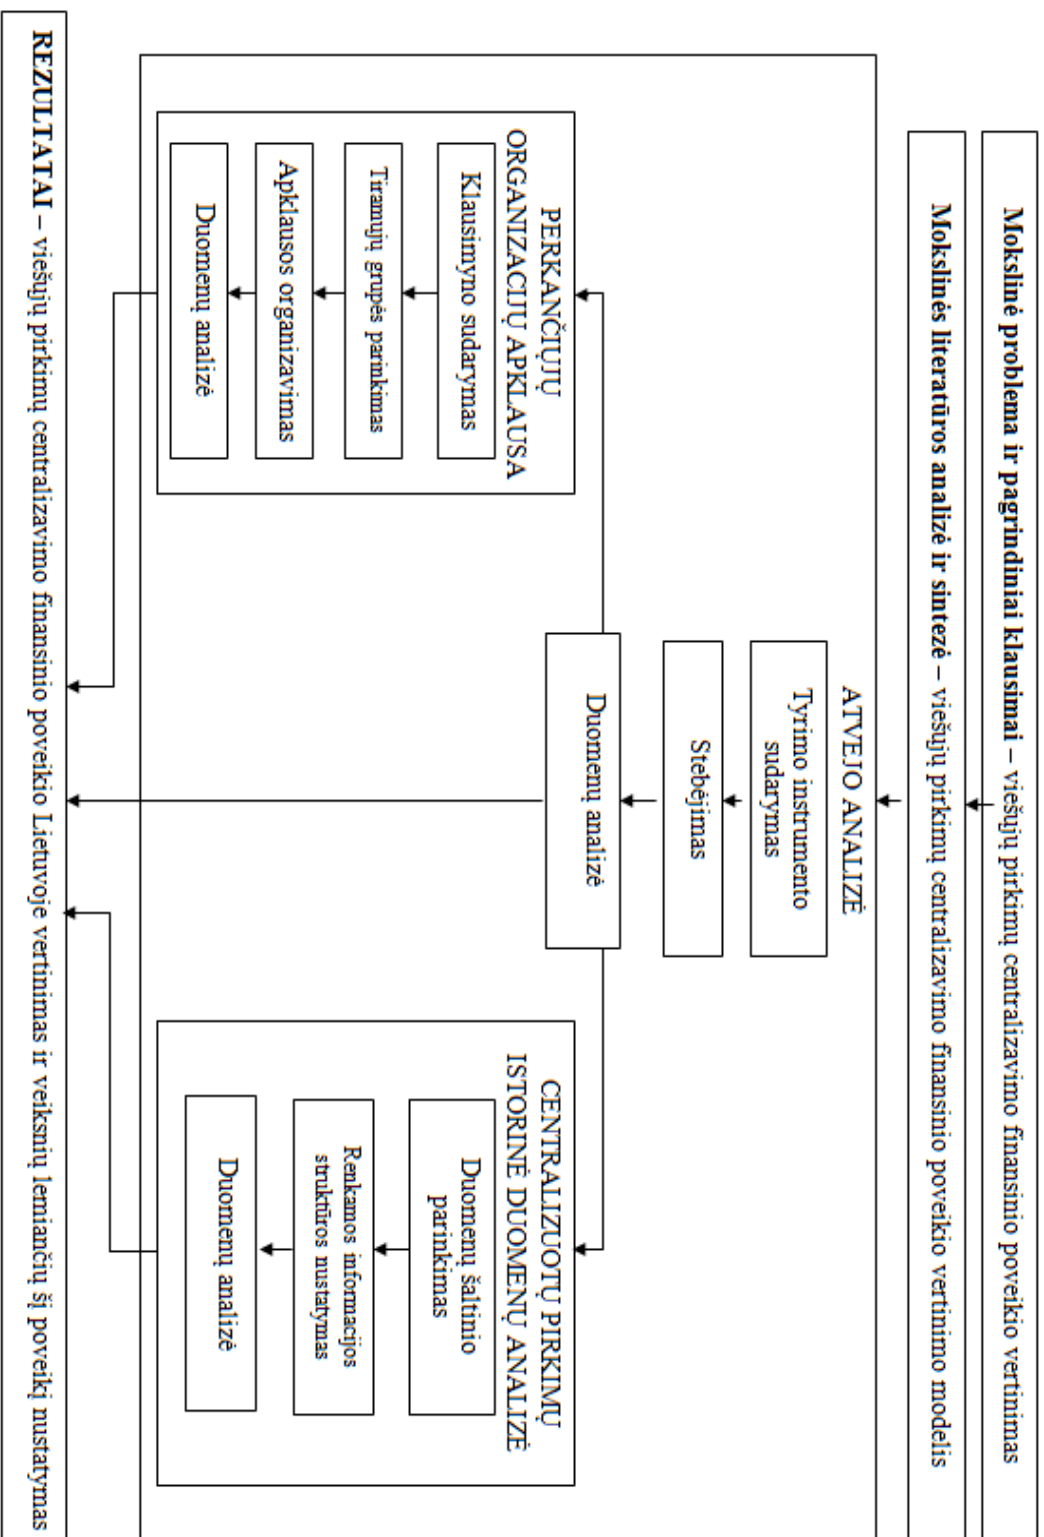 Mokslinė problema ir pagrindiniai klausimai – viešųjų pirkimų centralizavimo finansinio poveikio vertinimas
Mokslinės literatūros analizė ir sintezė – viešųjų pirkimų centralizavimo finansinio poveikio vertinimo modelis
ATVEJO ANALIZĖ
Tyrimo instrumento
sudarymas
Stebėjimas
Duomenų analizė
PERKANČIŲJŲ
ORGANIZACIJŲ APKLAUSA
Klausimyno sudarymas
Tiramųjų grupės parinkimas
Apklausos organizavimas
Duomenų analizė
CENTRALIZUOTŲ PIRKIMŲ
ISTORINĖ DUOMENŲ ANALIZĖ
Duomenų šaltinio
parinkimas
Renkamos informacijos
struktūros nustatymas
Duomenų analizė
REZULTATAI – viešųjų pirkimų centralizavimo finansinio poveikio Lietuvoje vertinimas ir veiksnių lemiančių šį poveikį nustatymas